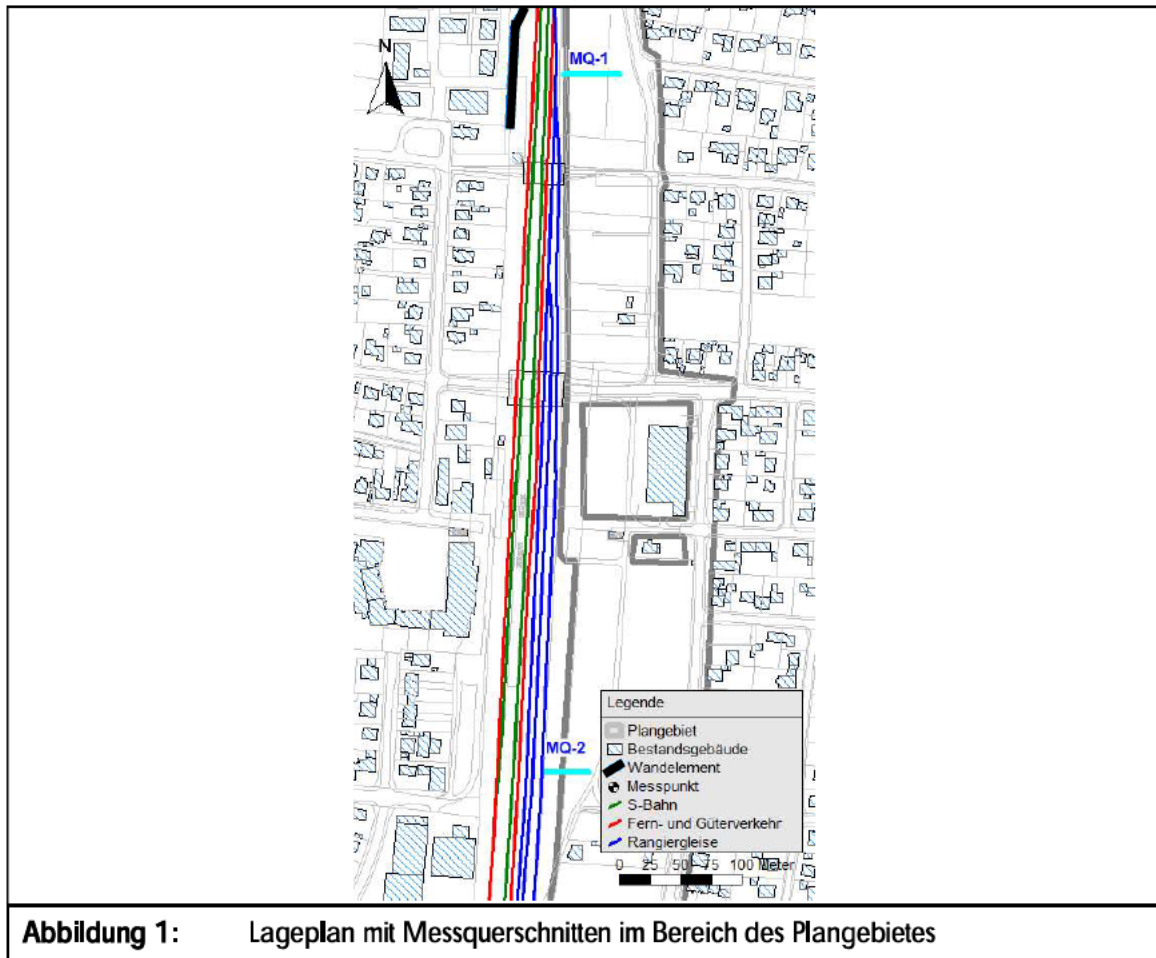 N
MQ-1
MQ-2
Legende
Plangebiet
Bestandsgebäude
Wandelement
Messpunkt
S-Bahn
Fern- und Güterverkehr
Rangiergleise
0 25 50 75 100 Meter
Abbildung 1: Lageplan mit Messquerschnitten im Bereich des Plangebietes